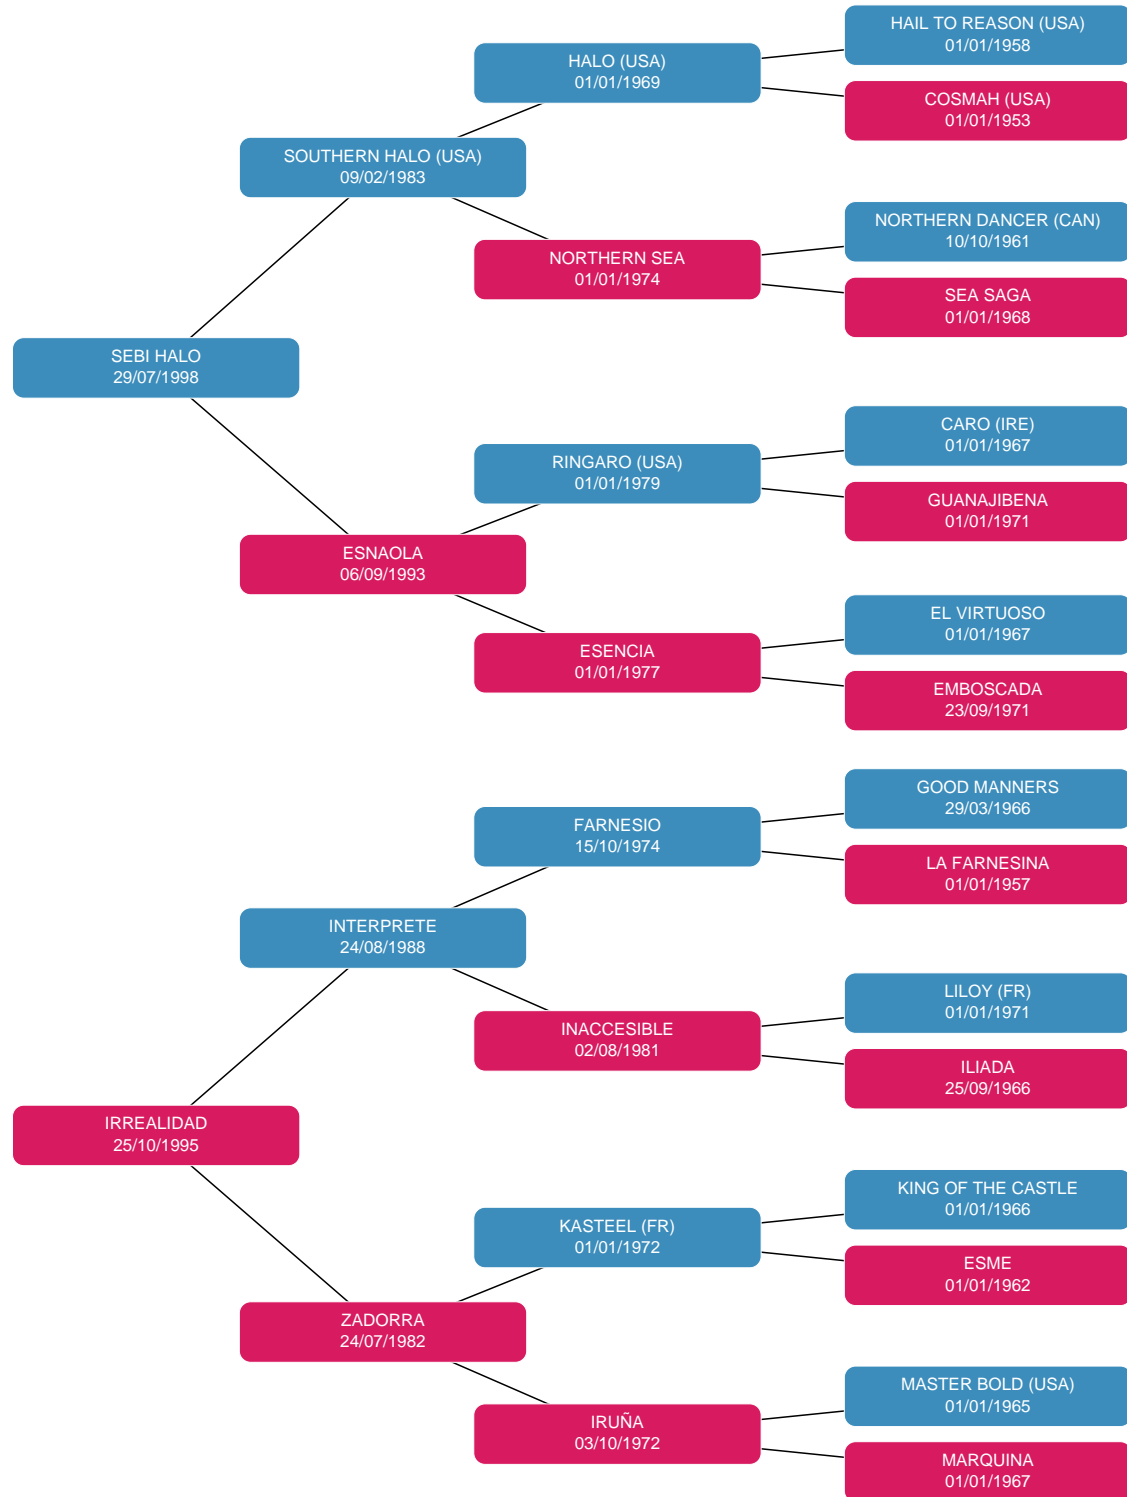 HAIL TO REASON (USA)
01/01/1958
HALO (USA)
01/01/1969
COSMAH (USA)
01/01/1953
SOUTHERN HALO (USA)
09/02/1983
NORTHERN DANCER (CAN)
10/10/1961
NORTHERN SEA
01/01/1974
SEA SAGA
01/01/1968
SEBI HALO
29/07/1998
CARO (IRE)
01/01/1967
RINGARO (USA)
01/01/1979
GUANAJIBENA
01/01/1971
ESNAOLA
06/09/1993
EL VIRTUOSO
01/01/1967
ESENCIA
01/01/1977
EMBOSCADA
23/09/1971
GOOD MANNERS
29/03/1966
FARNESIO
15/10/1974
LA FARNESINA
01/01/1957
INTERPRETE
24/08/1988
LILOY (FR)
01/01/1971
INACCESIBLE
02/08/1981
ILIADA
25/09/1966
IRREALIDAD
25/10/1995
KING OF THE CASTLE
01/01/1966
KASTEEL (FR)
01/01/1972
ESME
01/01/1962
ZADORRA
24/07/1982
MASTER BOLD (USA)
01/01/1965
IRUÑA
03/10/1972
MARQUINA
01/01/1967